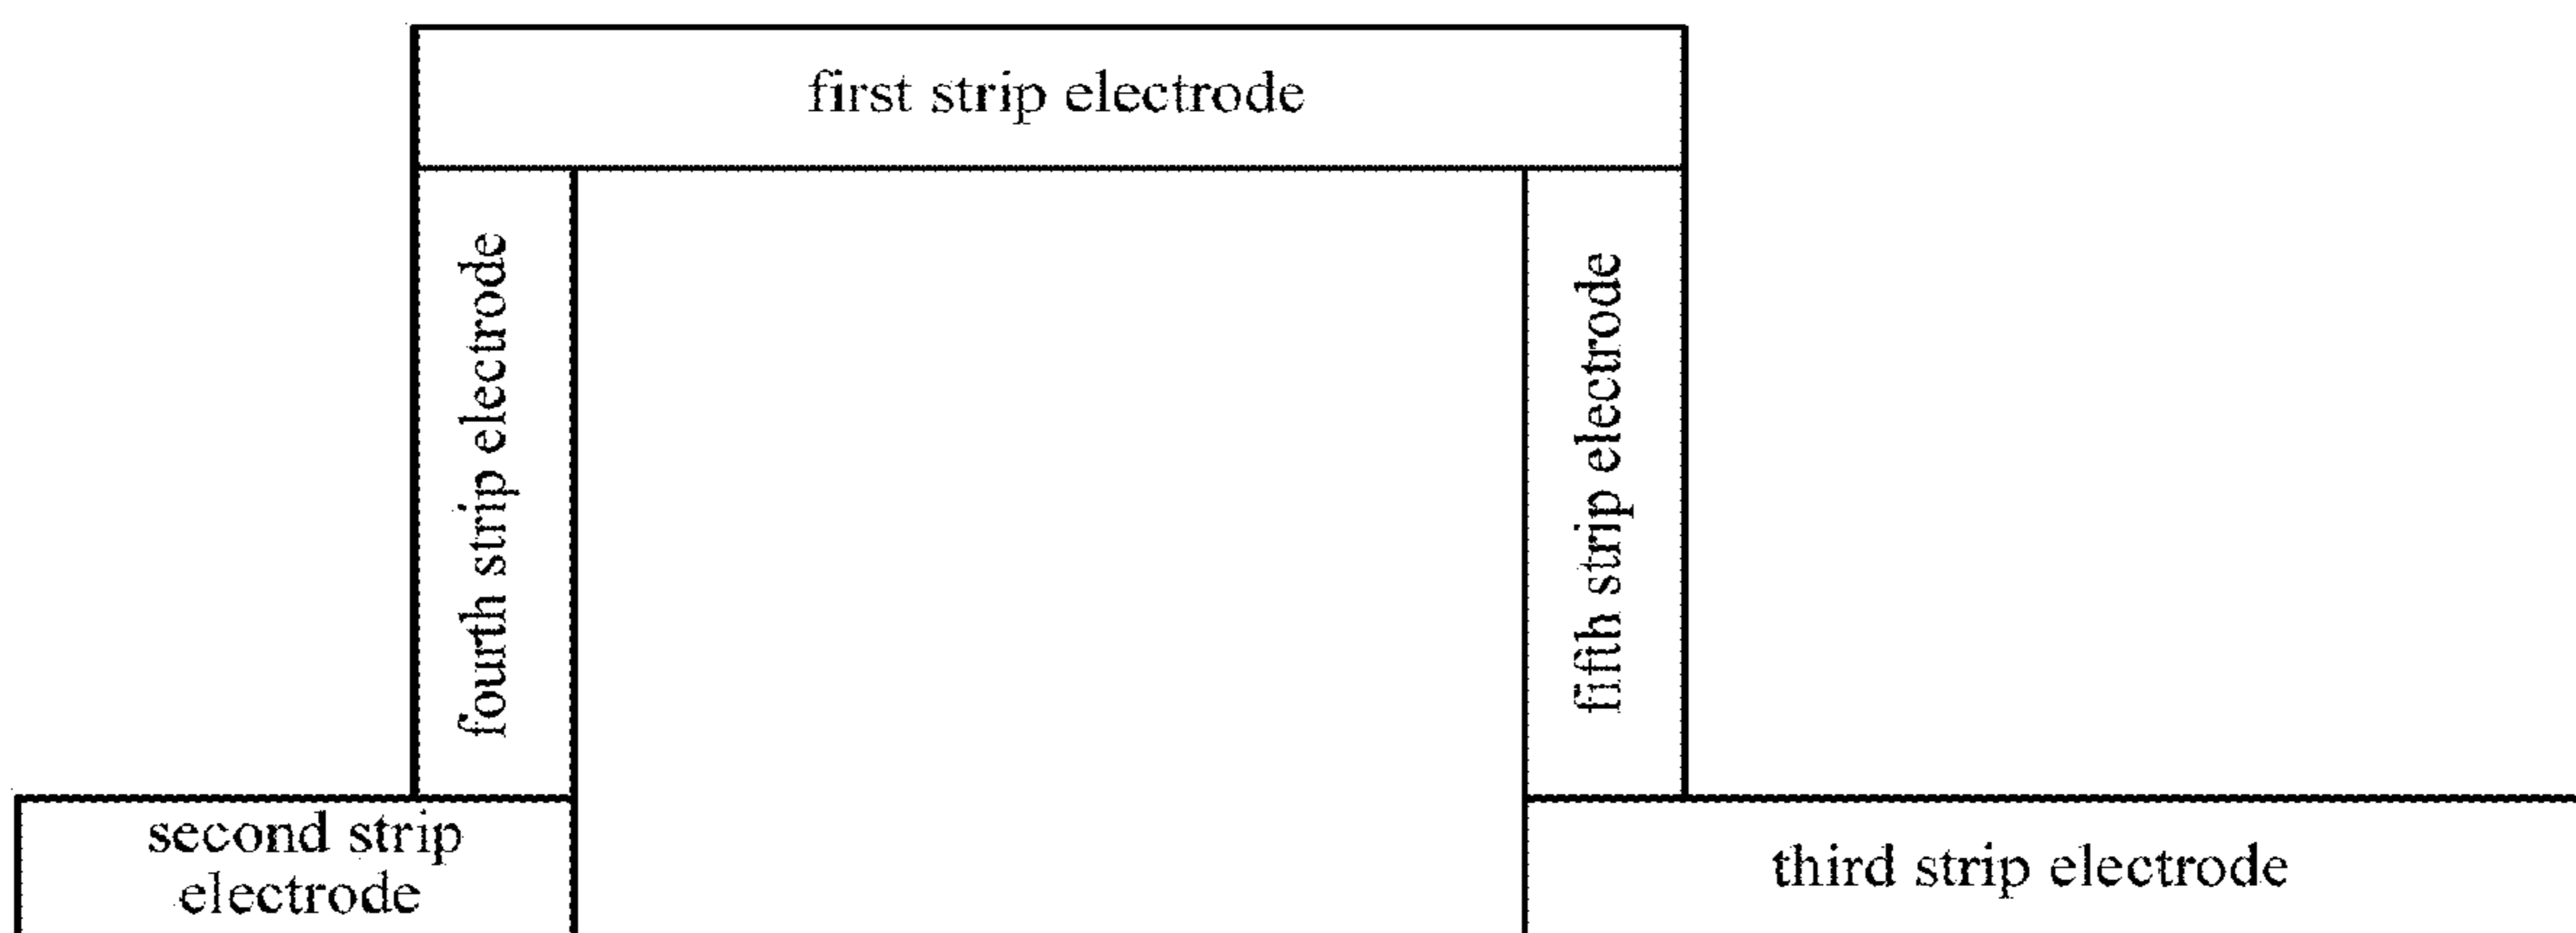 first strip electrode
fourth strip electrode
fifth strip electrode
second strip
electrode
third strip electrode